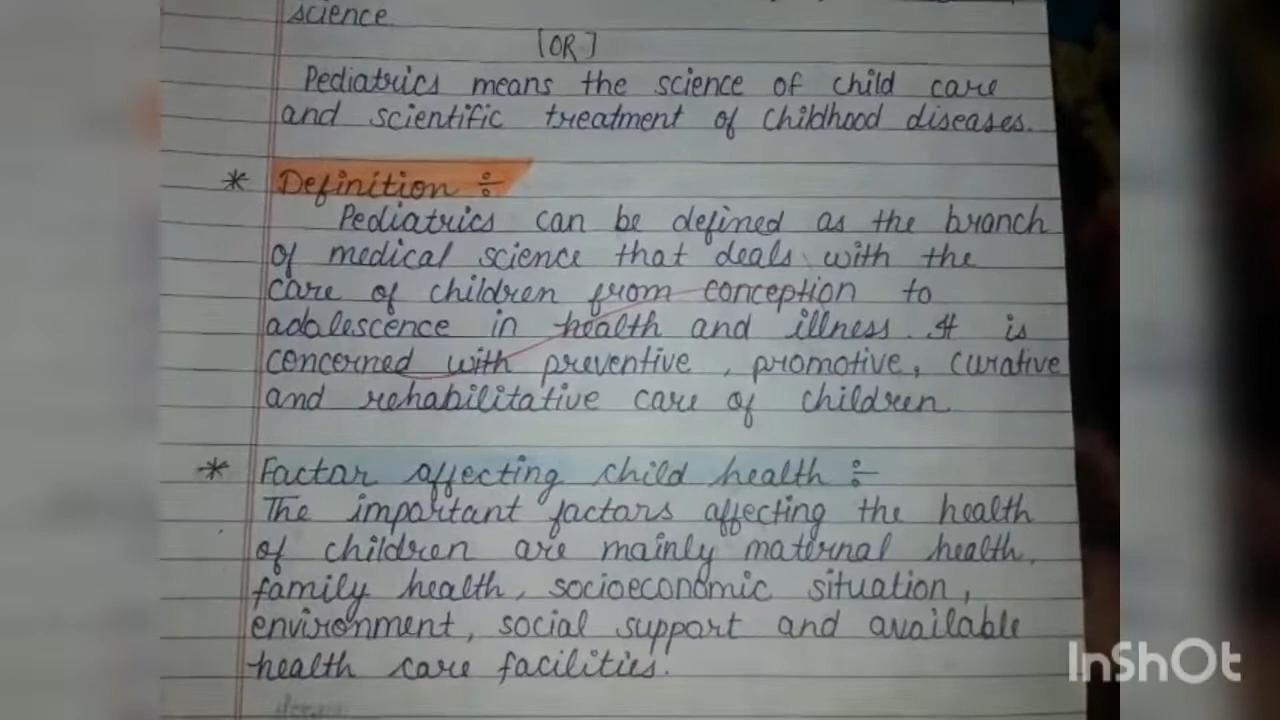 science
[OR]
Pediatrics means the science of child care
and scientific treatment of childhood diseases.
* Definition ÷
Pediatrics can be defined as the branch
of medical science that deals with the
care of children from conception to
adolescence in health and illness. It is
concerned with preventive, promotive, curative
and rehabilitative care of children.
* Factar affecting child health ÷
The important factors affecting the health
of children are mainly maternal health,
family health, socioeconomic situation,
environment, social support and available
health care facilities.
InShOt